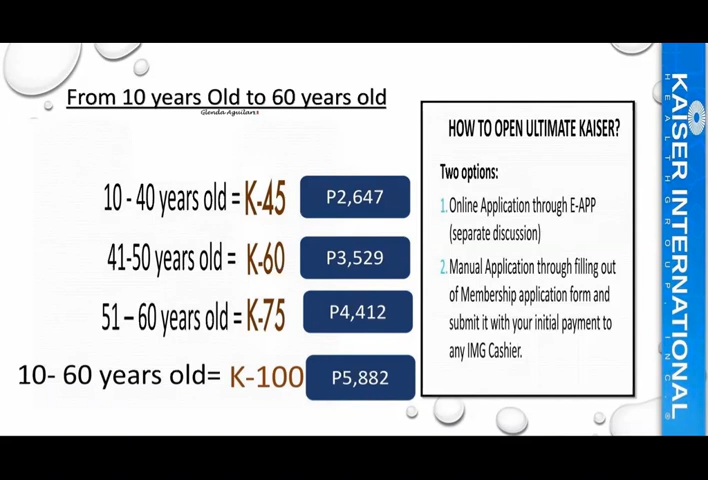 From 10 years Old to 60 years old
Glenda Aguilar
10 - 40 years old = K-45 P2,647
41-50 years old = K-60 P3,529
51 – 60 years old = K-75 P4,412
10- 60 years old= K-100 P5,882
HOW TO OPEN ULTIMATE KAISER?
Two options:
1. Online Application through E-APP
(separate discussion)
2. Manual Application through filling out
of Membership application form and
submit it with your initial payment to
any IMG Cashier.
KAISER INTERNATIONAL
HEALTHGROUP, INC.®